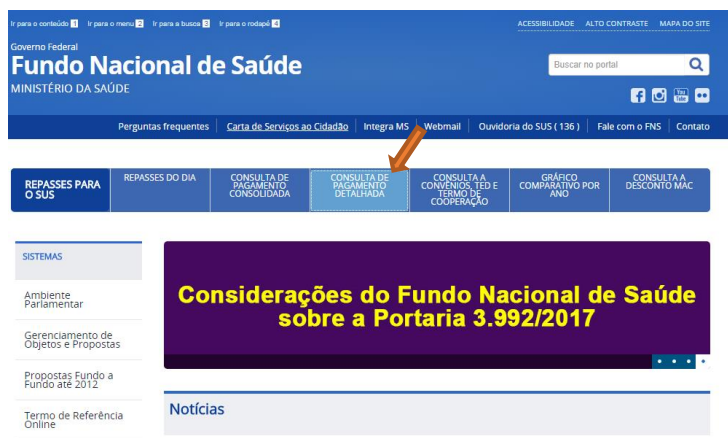 Ir para o conteúdo 1 Ir para o menu 2 Ir para a busca 3 Ir para o rodapé 4
ACESSIBILIDADE ALTO CONTRASTE MAPA DO SITE
Governo Federal
Fundo Nacional de Saúde
MINISTÉRIO DA SAÚDE
Buscar no portal
You
Tube
Perguntas frequentes Carta de Serviços ao Cidadão Integra MS Webmail Ouvidoria do SUS ( 136 ) Fale com o FNS Contato
REPASSES PARA
O SUS
REPASSES DO DIA
CONSULTA DE
PAGAMENTO
CONSOLIDADA
CONSULTA DE
PAGAMENTO
DETALHADA
CONSULTA A
CONVÊNIOS, TED E
TERMO DE
COOPERAÇÃO
GRÁFICO
COMPARATIVO POR
ANO
CONSULTA A
DESCONTO MAC
SISTEMAS
Ambiente
Parlamentar
Gerenciamento de
Objetos e Propostas
Propostas Fundo a
Fundo até 2012
Termo de Referência
Online
Considerações do Fundo Nacional de Saúde
sobre a Portaria 3.992/2017
Notícias